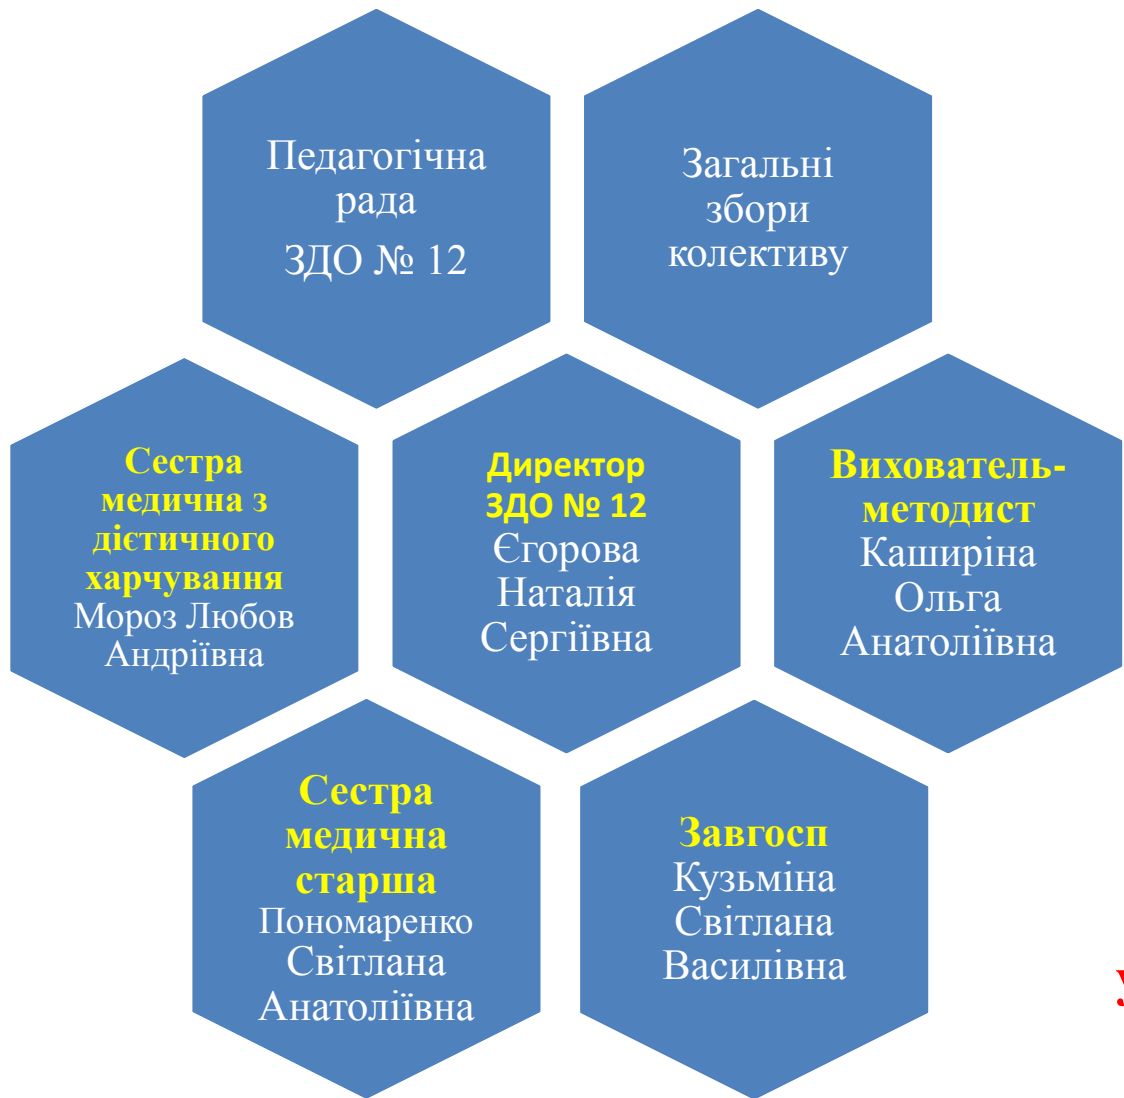 Педагогічна
рада
ЗДО № 12
Загальні
збори
колективу
Сестра
медична з
дієтичного
харчування
Мороз Любов
Андріївна
Директор
ЗДО № 12
Єгорова
Наталія
Сергіївна
Вихователь-
методист
Каширіна
Ольга
Анатоліївна
Сестра
медична
старша
Пономаренко
Світлана
Анатоліївна
Завгосп
Кузьміна
Світлана
Василівна